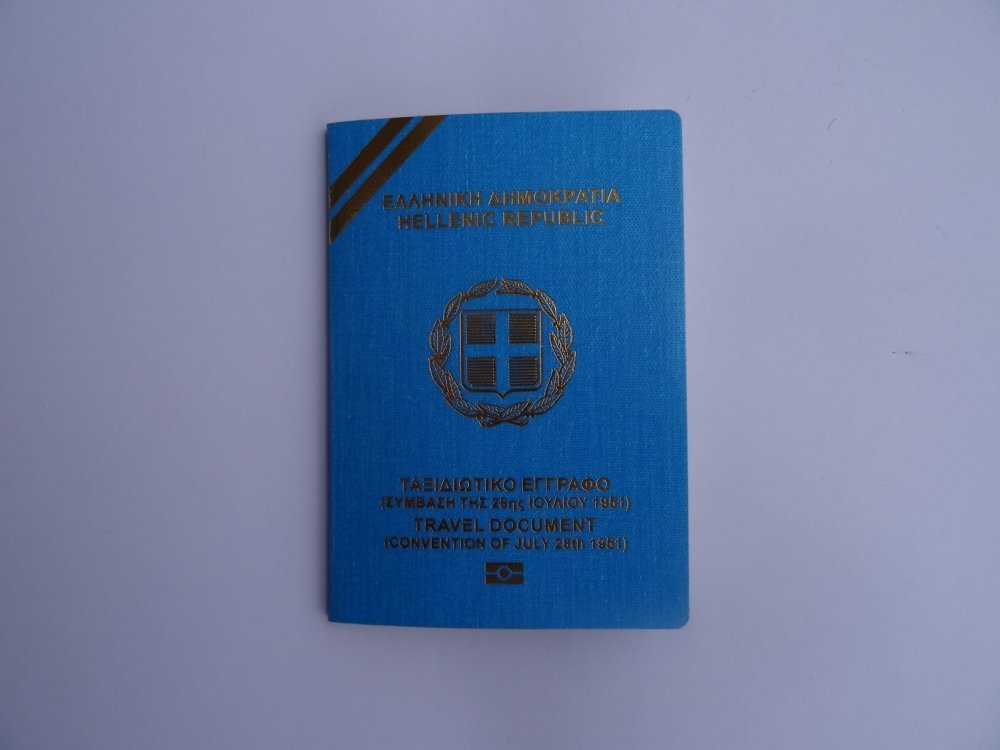 ΕΛΛΗΝΙΚΗ ΔΗΜΟΚΡΑΤΙΑ
HELLENIC REPUBLIC
ΤΑΞΙΔΙΩΤΙΚΟ ΕΓΓΡΑΦΟ
(ΣΥΜΒΑΣΗ ΤΗΣ 28ης ΙΟΥΛΙΟΥ 1951)
TRAVEL DOCUMENT
(CONVENTION OF JULY 28th 1951)